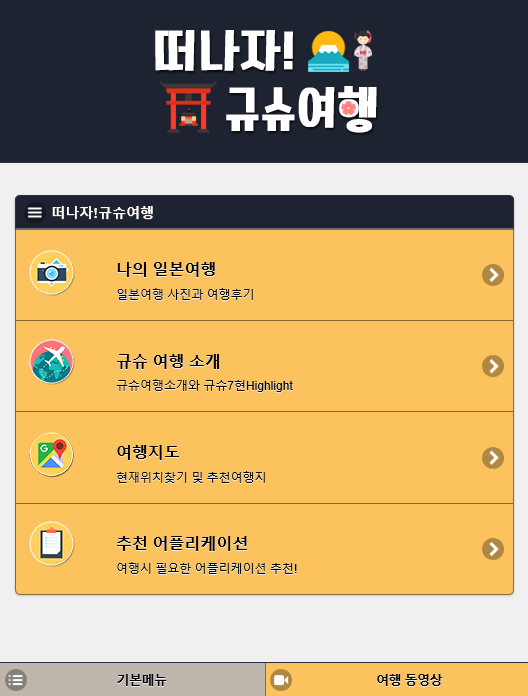 떠나자!
규슈여행
떠나자!규슈여행
나의 일본여행
일본여행 사진과 여행후기
규슈 여행 소개
규슈여행소개와 규슈7현Highlight
G
여행지도
현재위치찾기 및 추천여행지
추천 어플리케이션
여행시 필요한 어플리케이션 추천!
기본메뉴
여행 동영상